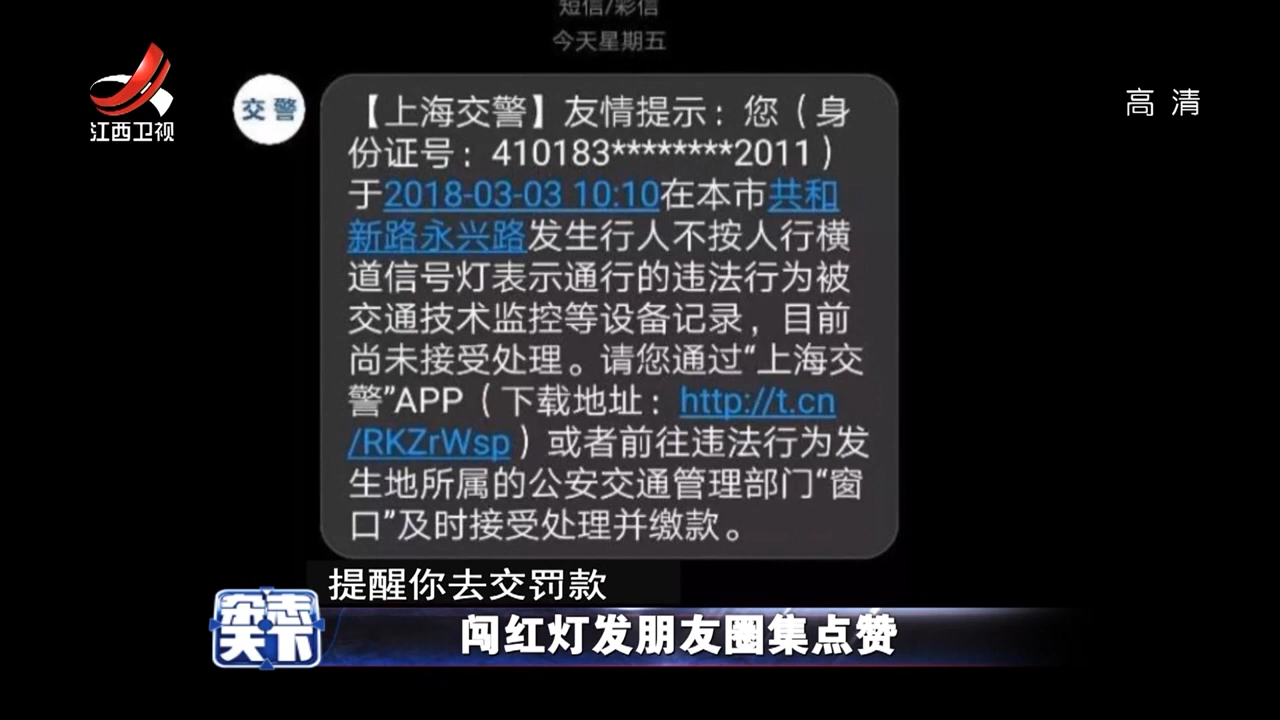 短信/彩信
今天星期五
江西卫视
高清
交警
【上海交警】友情提示：您（身
份证号：410183********2011）
于2018-03-03 10:10在本市共和
新路永兴路发生行人不按人行横
道信号灯表示通行的违法行为被
交通技术监控等设备记录，目前
尚未接受处理。请您通过“上海交
警”APP（下载地址：http://t.cn
/RKZrWsp）或者前往违法行为发
生地所属的公安交通管理部门“窗
口”及时接受处理并缴款。
提醒你去交罚款
杂志
天下
闯红灯发朋友圈集点赞